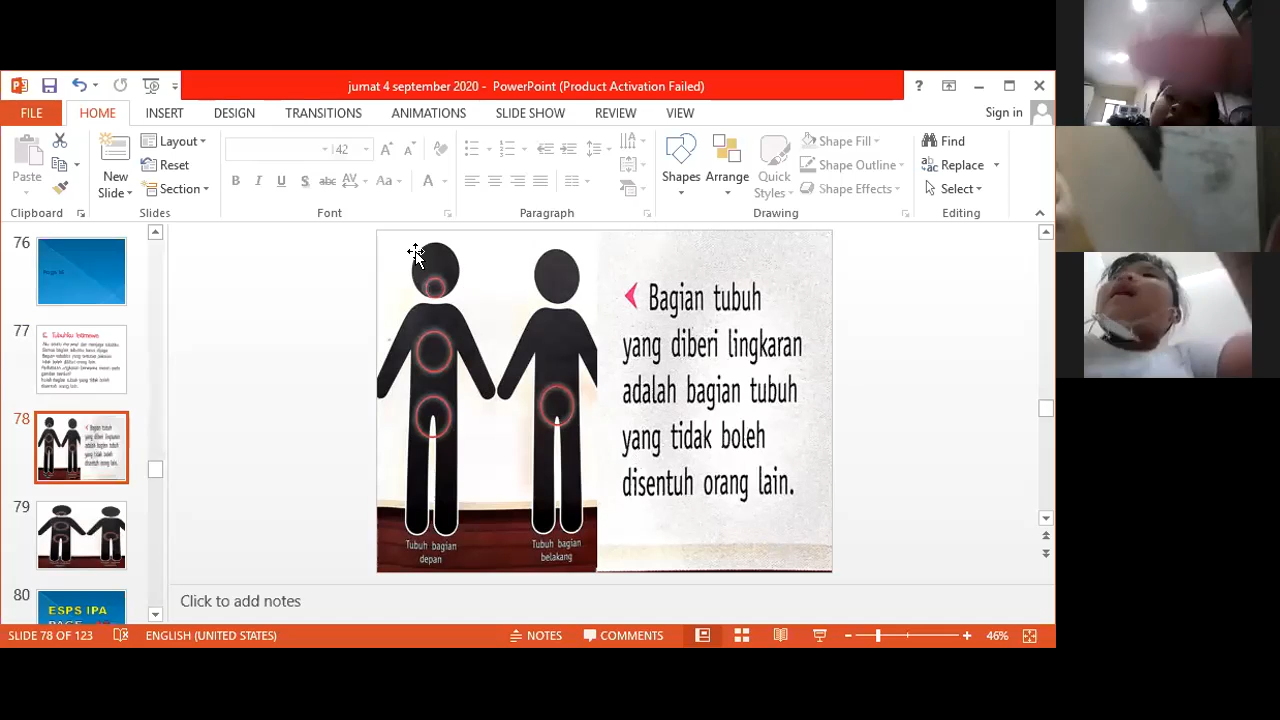 jumat 4 september 2020 - PowerPoint (Product Activation Failed)
FILE HOME INSERT DESIGN TRANSITIONS ANIMATIONS SLIDE SHOW REVIEW VIEW Sign in
Paste
New Slide
Layout
Reset
Section
42
Shapes
Arrange
Quick Styles
Shape Fill
Shape Outline
Shape Effects
Find
Replace
Select
Clipboard Slides Font Paragraph Drawing Editing
76
77
78
79
80
ESPS IPA
Bagian tubuh
yang diberi lingkaran
adalah bagian tubuh
yang tidak boleh
disentuh orang lain.
Tubuh bagian
depan
Tubuh bagian
belakang
Click to add notes
SLIDE 78 OF 123 ENGLISH (UNITED STATES) NOTES COMMENTS 46%